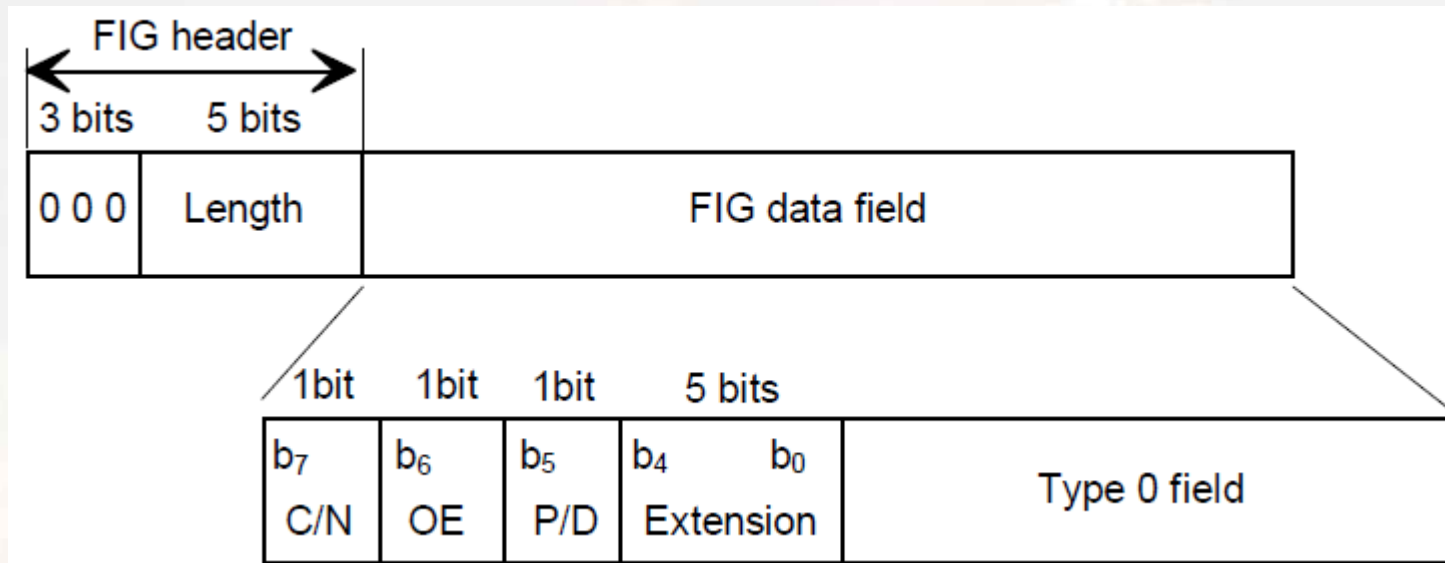 FIG header
3 bits 5 bits
0 0 0 Length FIG data field
1bit 1bit 1bit 5 bits
b7 b6 b5 b4 b0
C/N OE P/D Extension Type 0 field